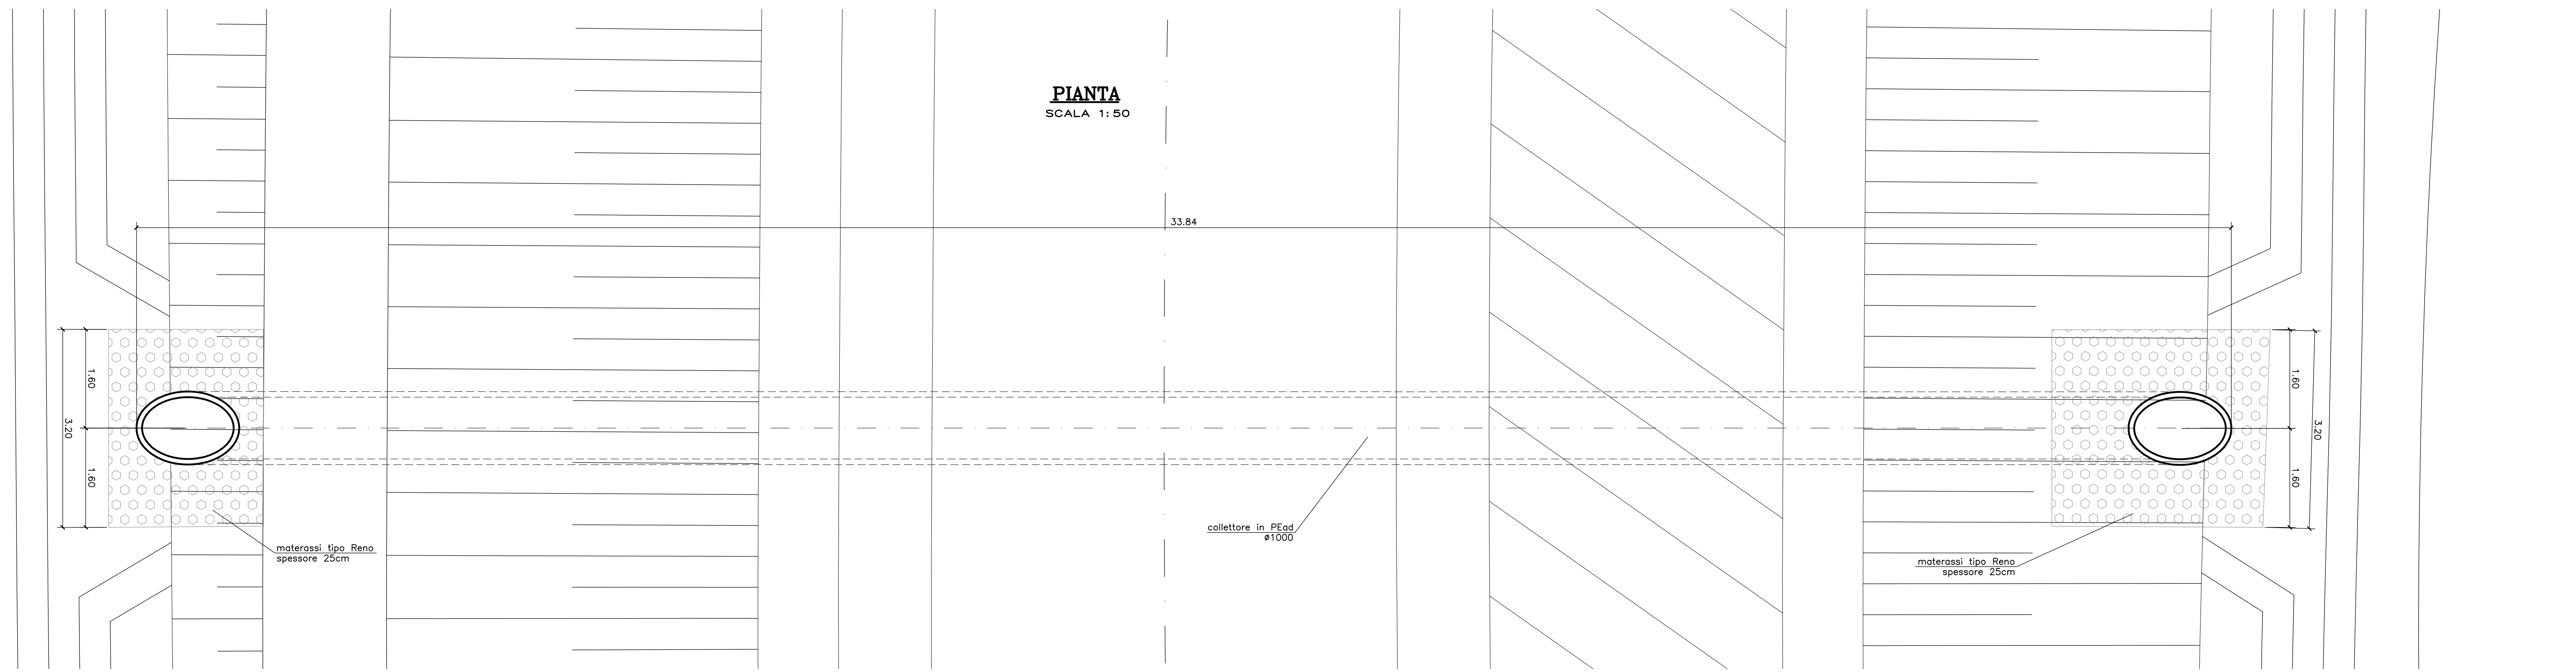 PIANTA
SCALA 1:50
33.84
1.60
3.20
1.60
1.60
3.20
1.60
collettore in PEad
ø1000
materassi tipo Reno
spessore 25cm
materassi tipo Reno
spessore 25cm